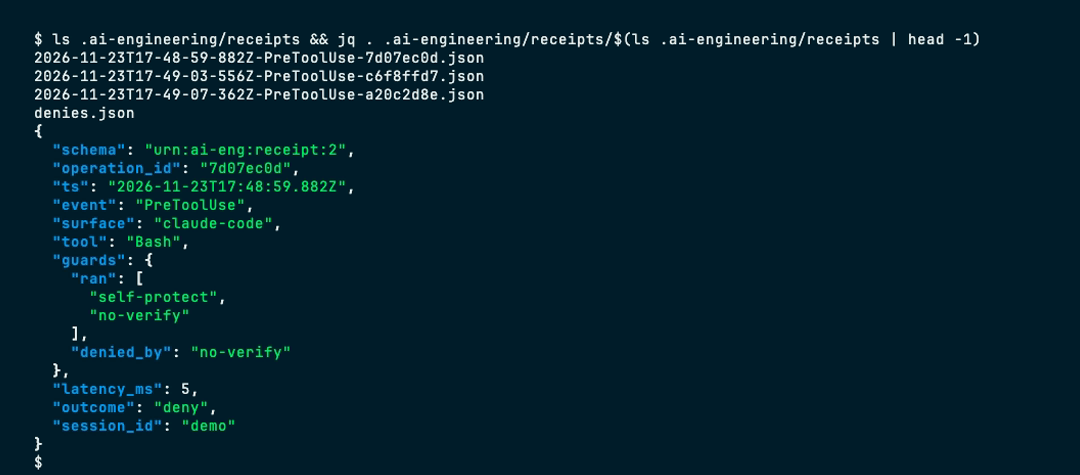 $ ls .ai-engineering/receipts && jq . .ai-engineering/receipts/$(ls .ai-engineering/receipts | head -1)
2026-11-23T17-48-59-882Z-PreToolUse-7d07ec0d.json
2026-11-23T17-49-03-556Z-PreToolUse-c6f8ffd7.json
2026-11-23T17-49-07-362Z-PreToolUse-a20c2d8e.json
denies.json
{
  "schema": "urn:ai-eng:receipt:2",
  "operation_id": "7d07ec0d",
  "ts": "2026-11-23T17:48:59.882Z",
  "event": "PreToolUse",
  "surface": "claude-code",
  "tool": "Bash",
  "guards": {
    "ran": [
      "self-protect",
      "no-verify"
    ],
    "denied_by": "no-verify"
  },
  "latency_ms": 5,
  "outcome": "deny",
  "session_id": "demo"
}
$